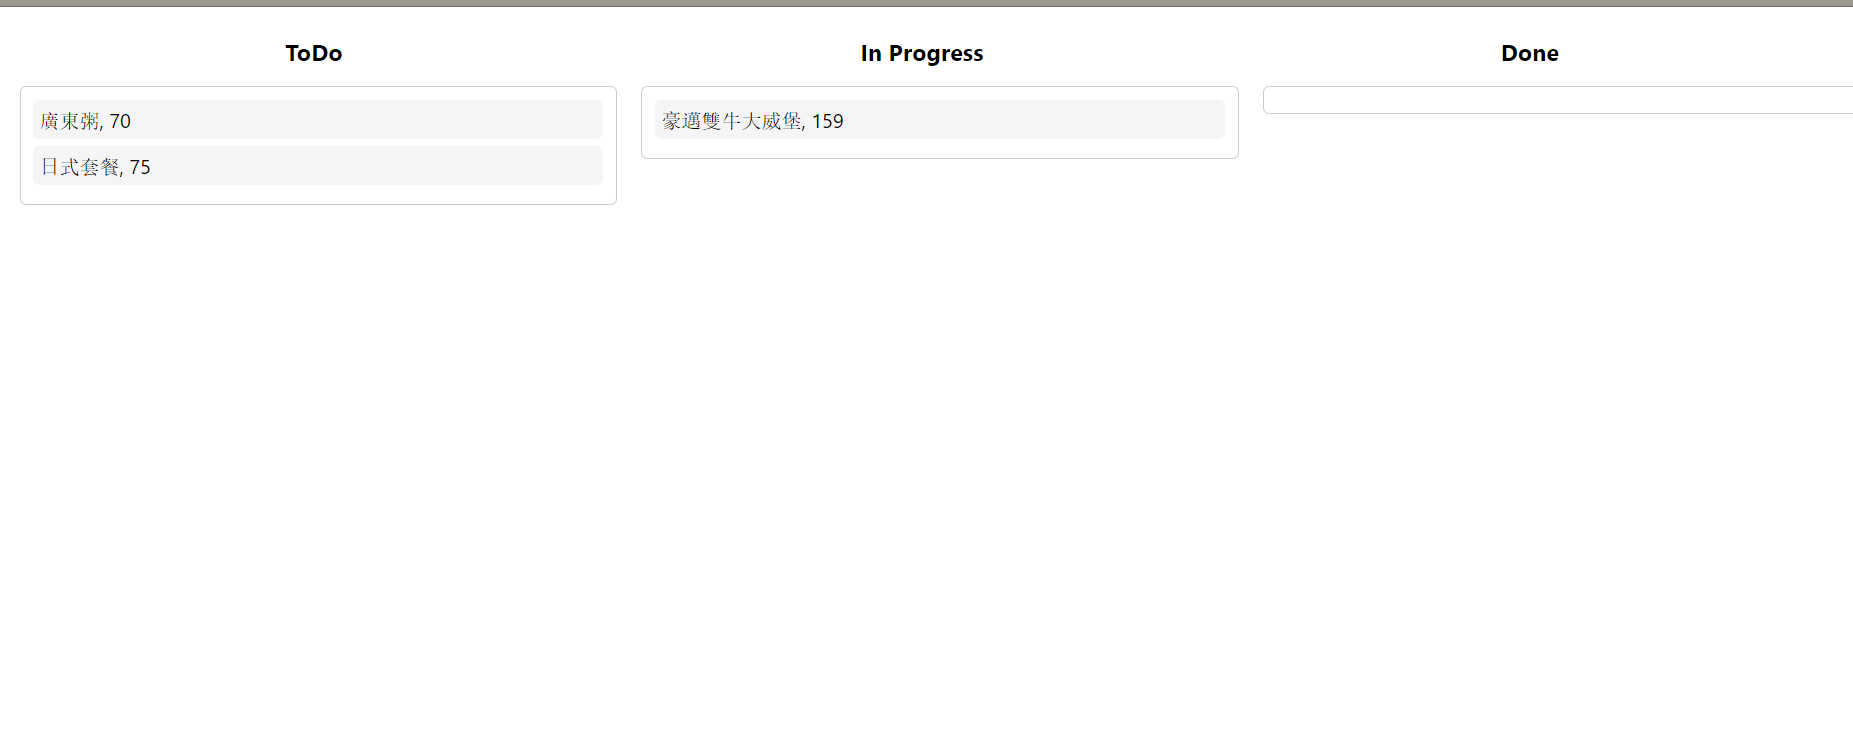 ToDo
In Progress
Done
廣東粥, 70
日式套餐, 75
豪邁雙牛大威堡, 159